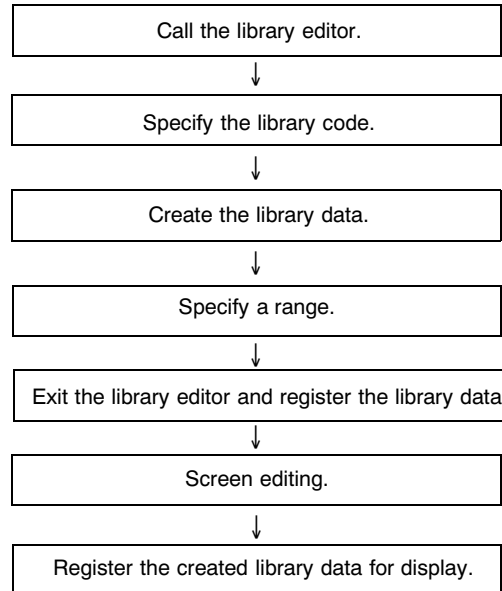 Call the library editor.
Specify the library code.
Create the library data.
Specify a range.
Exit the library editor and register the library data
Screen editing.
Register the created library data for display.